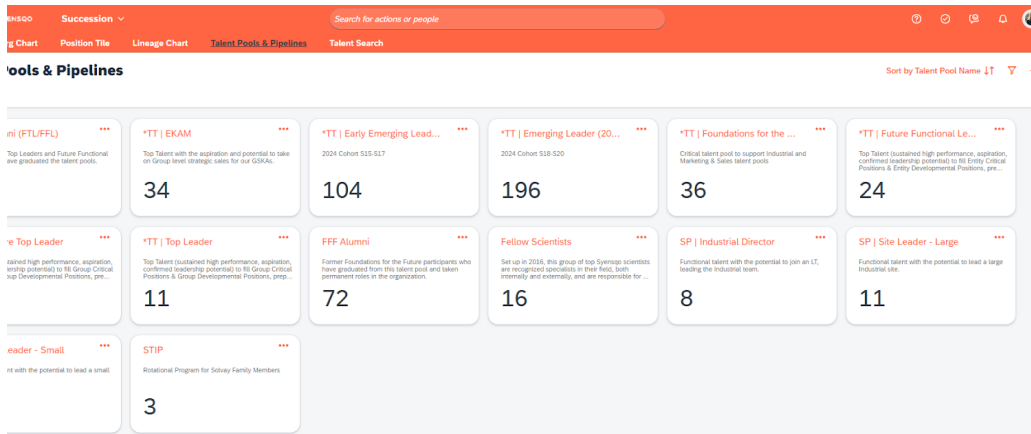 ENSQO
Succession
Search for actions or people
rg Chart
Position Tile
Lineage Chart
Talent Pools & Pipelines
Talent Search
Pools & Pipelines
Sort by Talent Pool Name
ni (FTL/FFL)
Top Leaders and Future Functional
ave graduated the talent pools.
*TT | EKAM
Top Talent with the aspiration and potential to take
on Group level strategic sales for our GSKAs.
34
*TT | Early Emerging Lead...
2024 Cohort S15-S17
104
*TT | Emerging Leader (20...
2024 Cohort S18-S20
196
*TT | Foundations for the ...
Critical talent pool to support Industrial and
Marketing & Sales talent pools
36
*TT | Future Functional Le...
Top Talent (sustained high performance, aspiration,
confirmed leadership potential) to fill Entity Critical
Positions & Entity Developmental Positions, pre...
24
re Top Leader
stained high performance, aspiration,
ership potential) to fill Group Critical
oup Developmental Positions, pre...
*TT | Top Leader
Top Talent (sustained high performance, aspiration,
confirmed leadership potential) to fill Group Critical
Positions & Group Developmental Positions, prep...
11
FFF Alumni
Former Foundations for the Future participants who
have graduated from this talent pool and taken
permanent roles in the organization.
72
Fellow Scientists
Set up in 2016, this group of top Syensqo scientists
are recognized specialists in their field, both
internally and externally, and are responsible for ...
16
SP | Industrial Director
Functional talent with the potential to join an LT,
leading the Industrial team.
8
SP | Site Leader - Large
Functional talent with the potential to lead a large
Industrial site.
11
eader - Small
nt with the potential to lead a small
STIP
Rotational Program for Solvay Family Members
3